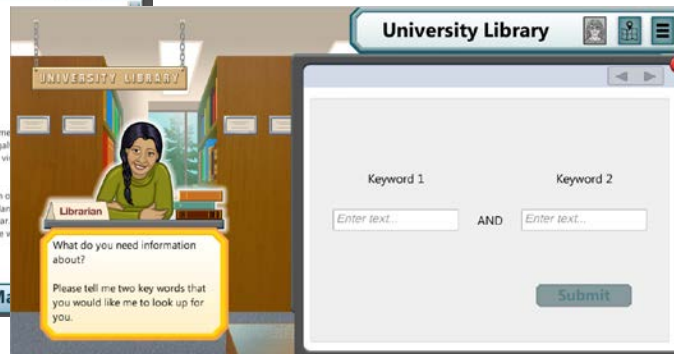 University Library
UNIVERSITY LIBRARY
Librarian
What do you need information
about?
Please tell me two key words that
you would like me to look up for
you.
Keyword 1
Keyword 2
Enter text...
AND
Enter text...
Submit